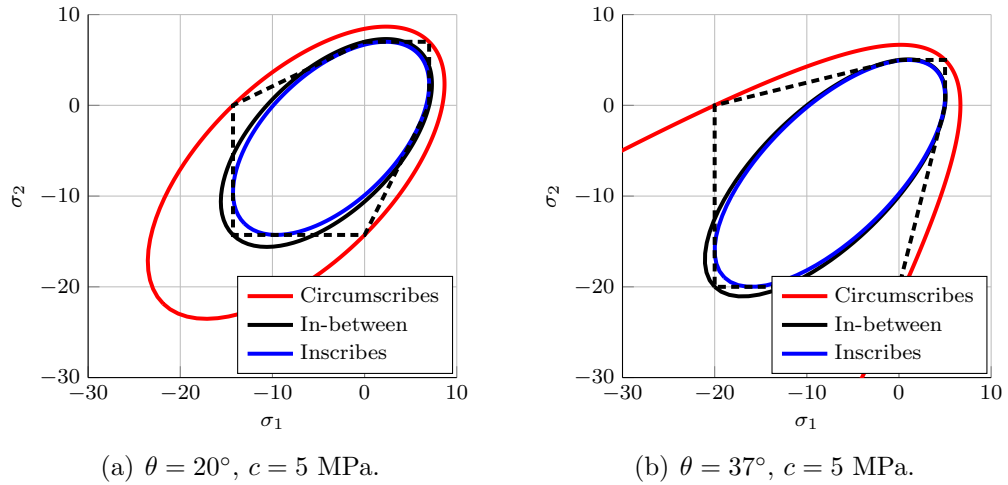 10
0
−10
−20
−30
−30
−20
−10
0
10
σ2
σ1
Circumscribes
In-between
Inscribes
(a) θ = 20°, c = 5 MPa.
10
0
−10
−20
−30
−30
−20
−10
0
10
σ2
σ1
Circumscribes
In-between
Inscribes
(b) θ = 37°, c = 5 MPa.